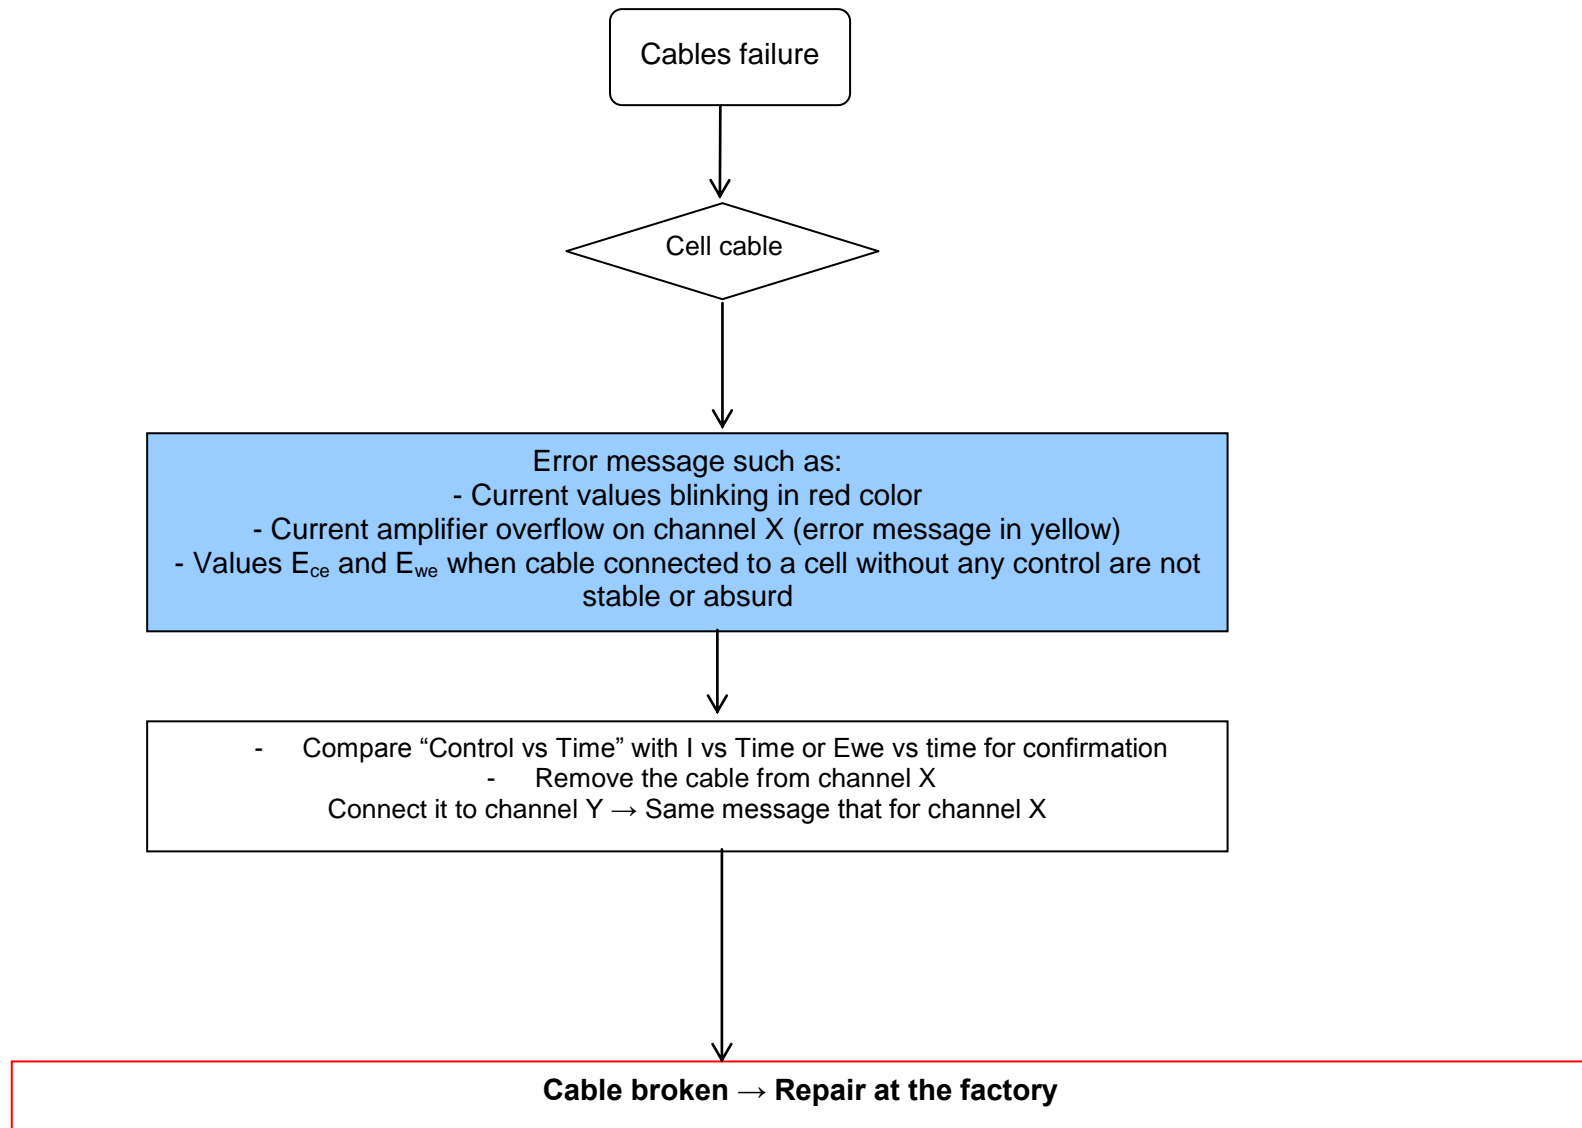 Cables failure
Cell cable
Error message such as:
- Current values blinking in red color
- Current amplifier overflow on channel X (error message in yellow)
- Values Ece and Ewe when cable connected to a cell without any control are not
stable or absurd
- Compare “Control vs Time” with I vs Time or Ewe vs time for confirmation
- Remove the cable from channel X
Connect it to channel Y → Same message that for channel X
Cable broken → Repair at the factory